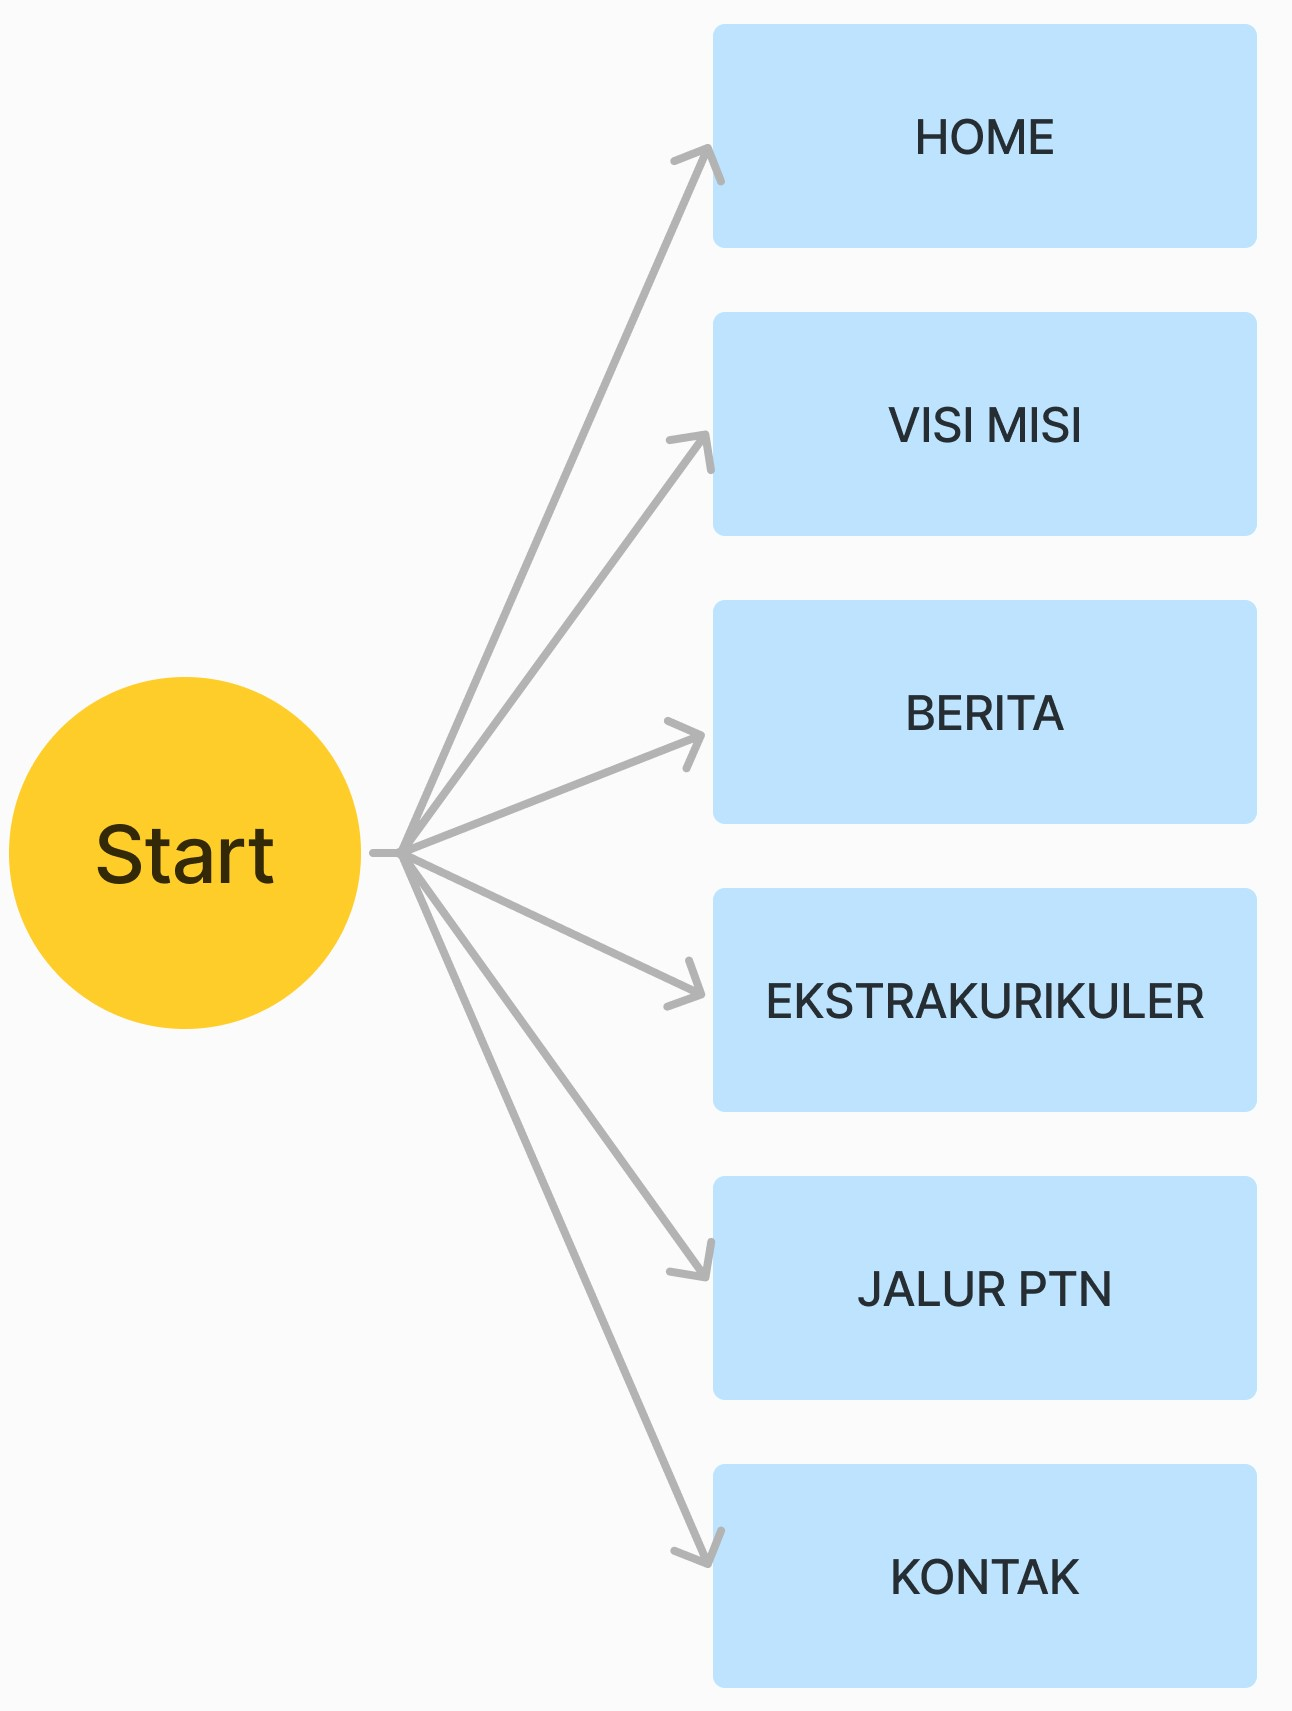 HOME
VISI MISI
BERITA
Start
EKSTRAKURIKULER
JALUR PTN
KONTAK